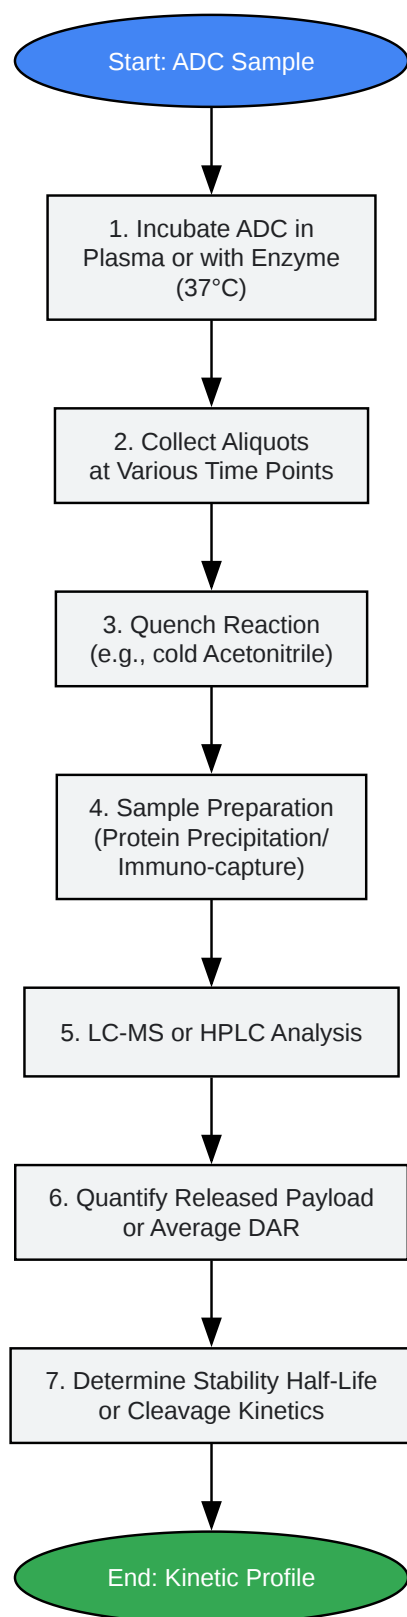 Start: ADC Sample
1. Incubate ADC in
Plasma or with Enzyme
(37°C)
2. Collect Aliquots
at Various Time Points
3. Quench Reaction
(e.g., cold Acetonitrile)
4. Sample Preparation
(Protein Precipitation/
Immuno-capture)
5. LC-MS or HPLC Analysis
6. Quantify Released Payload
or Average DAR
7. Determine Stability Half-Life
or Cleavage Kinetics
End: Kinetic Profile